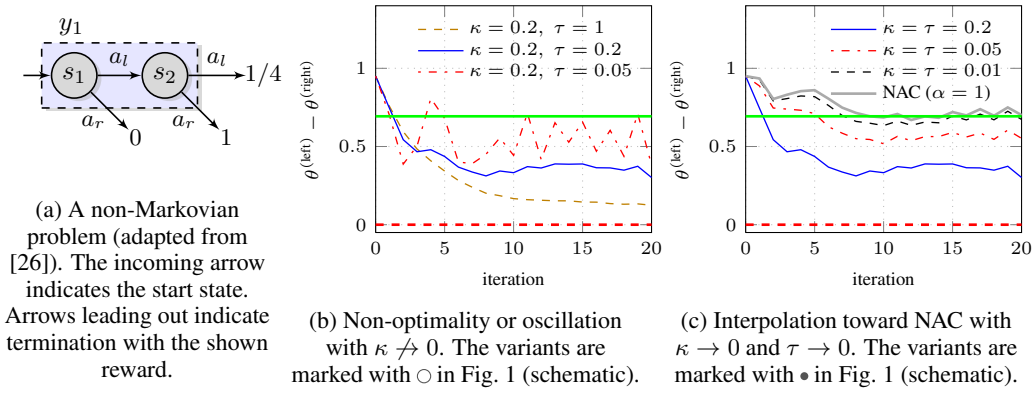 y₁
a_l
a_l
s₁
s₂
1/4
a_r
a_r
0
1
(a) A non-Markovian
problem (adapted from
[26]). The incoming arrow
indicates the start state.
Arrows leading out indicate
termination with the shown
reward.
κ = 0.2, τ = 1
κ = 0.2, τ = 0.2
κ = 0.2, τ = 0.05
1
0.5
0
θ^(left) − θ^(right)
0 5 10 15 20
iteration
(b) Non-optimality or oscillation
with κ ↛ 0. The variants are
marked with ○ in Fig. 1 (schematic).
κ = τ = 0.2
κ = τ = 0.05
κ = τ = 0.01
NAC (α = 1)
1
0.5
0
θ^(left) − θ^(right)
0 5 10 15 20
iteration
(c) Interpolation toward NAC with
κ → 0 and τ → 0. The variants are
marked with • in Fig. 1 (schematic).